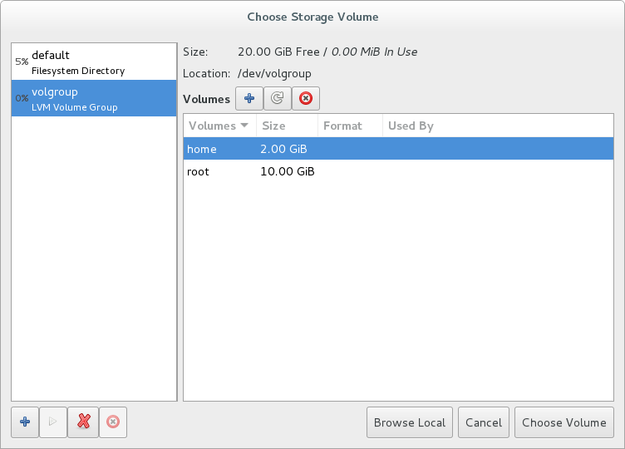 Choose Storage Volume
5% default
Filesystem Directory
0% volgroup
LVM Volume Group
Size: 20.00 GiB Free / 0.00 MiB In Use
Location: /dev/volgroup
Volumes
Volumes Size Format Used By
home 2.00 GiB
root 10.00 GiB
Browse Local Cancel Choose Volume